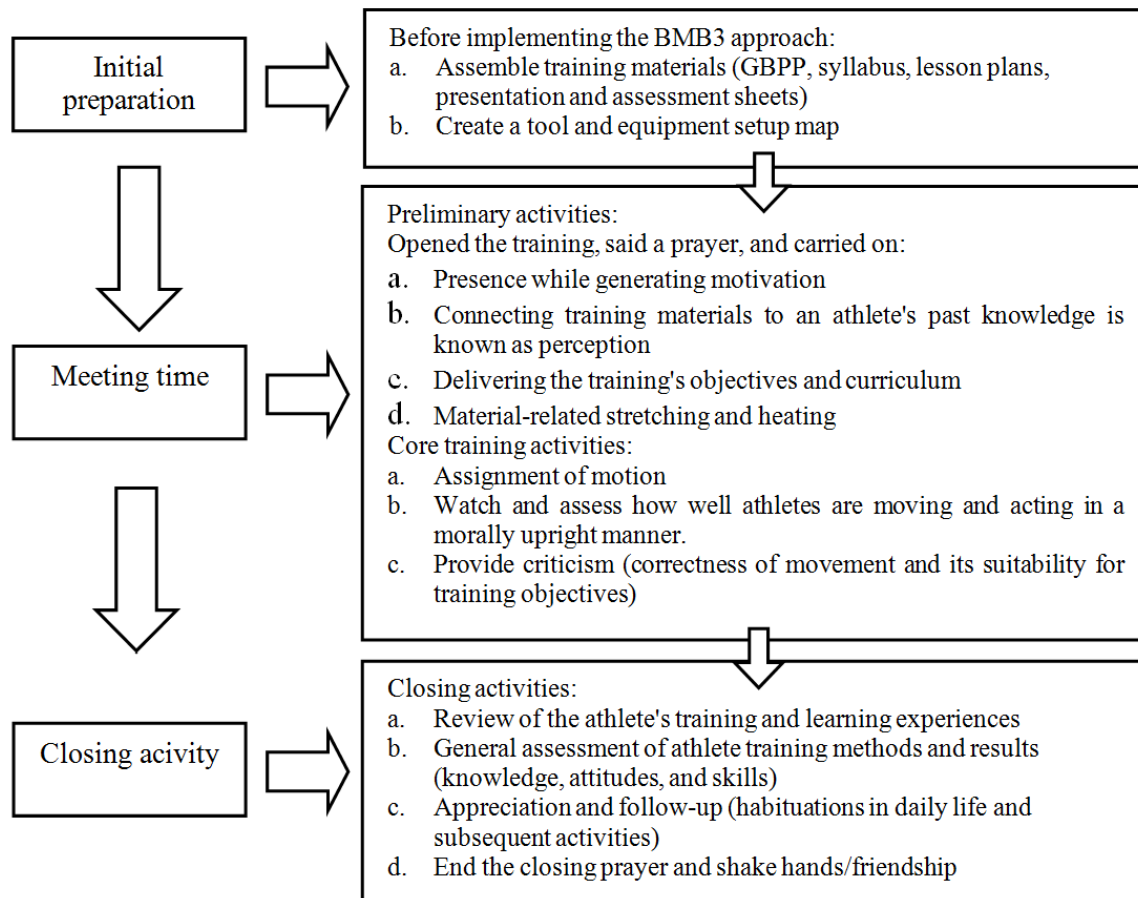 Initial
preparation
Before implementing the BMB3 approach:
a. Assemble training materials (GBPP, syllabus, lesson plans,
presentation and assessment sheets)
b. Create a tool and equipment setup map
Meeting time
Preliminary activities:
Opened the training, said a prayer, and carried on:
a. Presence while generating motivation
b. Connecting training materials to an athlete's past knowledge is
known as perception
c. Delivering the training's objectives and curriculum
d. Material-related stretching and heating
Core training activities:
a. Assignment of motion
b. Watch and assess how well athletes are moving and acting in a
morally upright manner.
c. Provide criticism (correctness of movement and its suitability for
training objectives)
Closing acivity
Closing activities:
a. Review of the athlete's training and learning experiences
b. General assessment of athlete training methods and results
(knowledge, attitudes, and skills)
c. Appreciation and follow-up (habituations in daily life and
subsequent activities)
d. End the closing prayer and shake hands/friendship